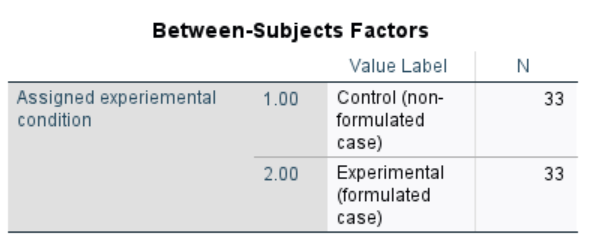 Between-Subjects Factors
Value Label N
Assigned experiemental 1.00 Control (non- 33
condition formulated
case)
2.00 Experimental 33
(formulated
case)